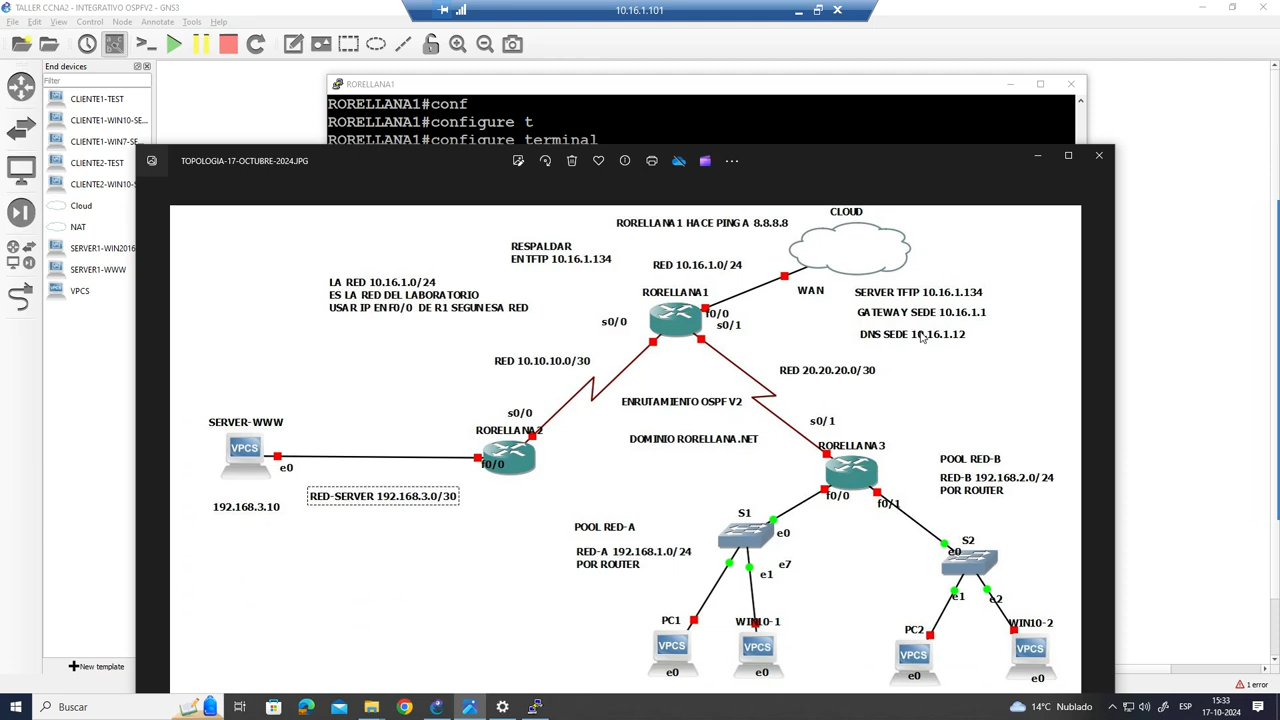 TALLER CCNA2 - INTEGRATIVO OSPFV2 - GNS3
10.16.1.101
File Edit View Control Node Annotate Tools Help
End devices
Filter
CLIENTE1-TEST
CLIENTE1-WIN10-SE...
CLIENTE1-WIN7-SE...
CLIENTE2-TEST
CLIENTE2-WIN10-S
Cloud
NAT
SERVER1-WIN2016
SERVER1-WWW
VPCS
New template
RORELLANA1
RORELLANA1#conf
RORELLANA1#configure t
RORELLANA1#configure terminal
TOPOLOGIA-17-OCTUBRE-2024.JPG
CLOUD
RORELLANA1 HACE PING A 8.8.8.8
RESPALDAR
EN TFTP 10.16.1.134
RED 10.16.1.0/24
LA RED 10.16.1.0/24
ES LA RED DEL LABORATORIO
USAR IP EN F0/0 DE R1 SEGUN ESA RED
RORELLANA1
WAN
SERVER TFTP 10.16.1.134
GATEWAY SEDE 10.16.1.1
DNS SEDE 10.16.1.12
s0/0
f0/0
s0/1
RED 10.10.10.0/30
RED 20.20.20.0/30
ENRUTAMIENTO OSPF V2
s0/0
s0/1
SERVER-WWW
RORELLANA2
DOMINIO RORELLANA.NET
RORELLANA3
VPCS
e0
f0/0
POOL RED-B
RED-B 192.168.2.0/24
POR ROUTER
RED-SERVER 192.168.3.0/30
192.168.3.10
f0/0
f0/1
S1
POOL RED-A
e0
S2
RED-A 192.168.1.0/24
POR ROUTER
e0
e7
e1
e1
e2
PC1
WIN10-1
PC2
WIN10-2
VPCS
VPCS
VPCS
VPCS
e0
e0
e0
e0
1 error
Buscar
14°C Nublado
ESP
15:33
17-10-2024